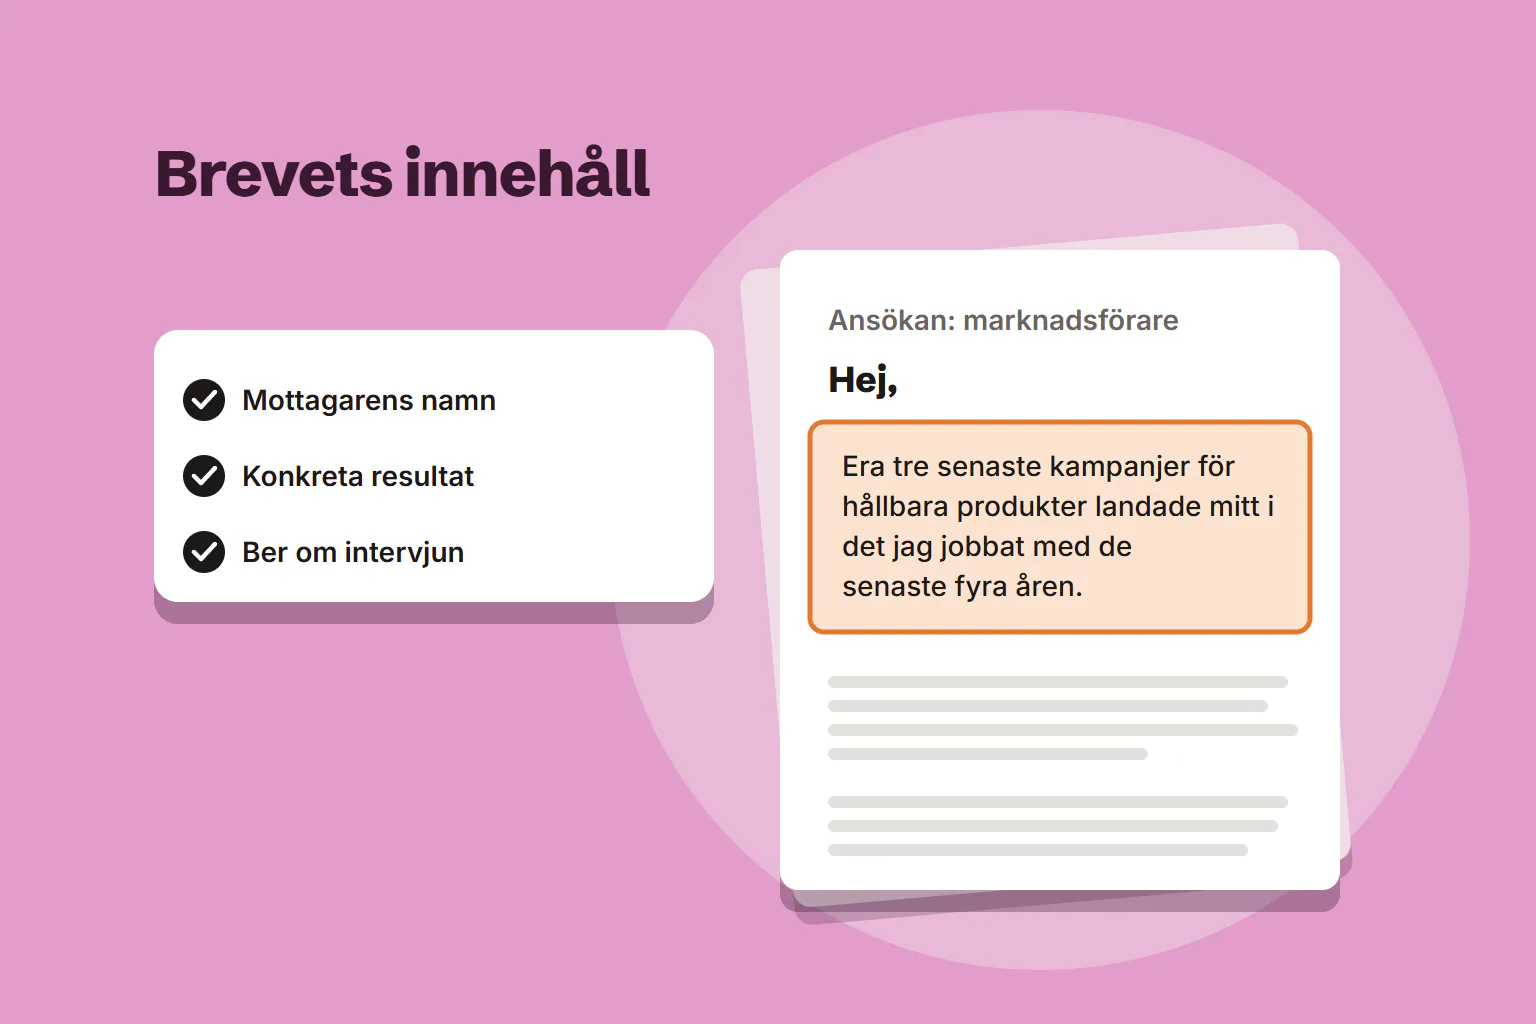 Brevets innehåll
Mottagarens namn
Konkreta resultat
Ber om intervjun
Ansökan: marknadsförare
Hej,
Era tre senaste kampanjer för
hållbara produkter landade mitt i
det jag jobbat med de
senaste fyra åren.